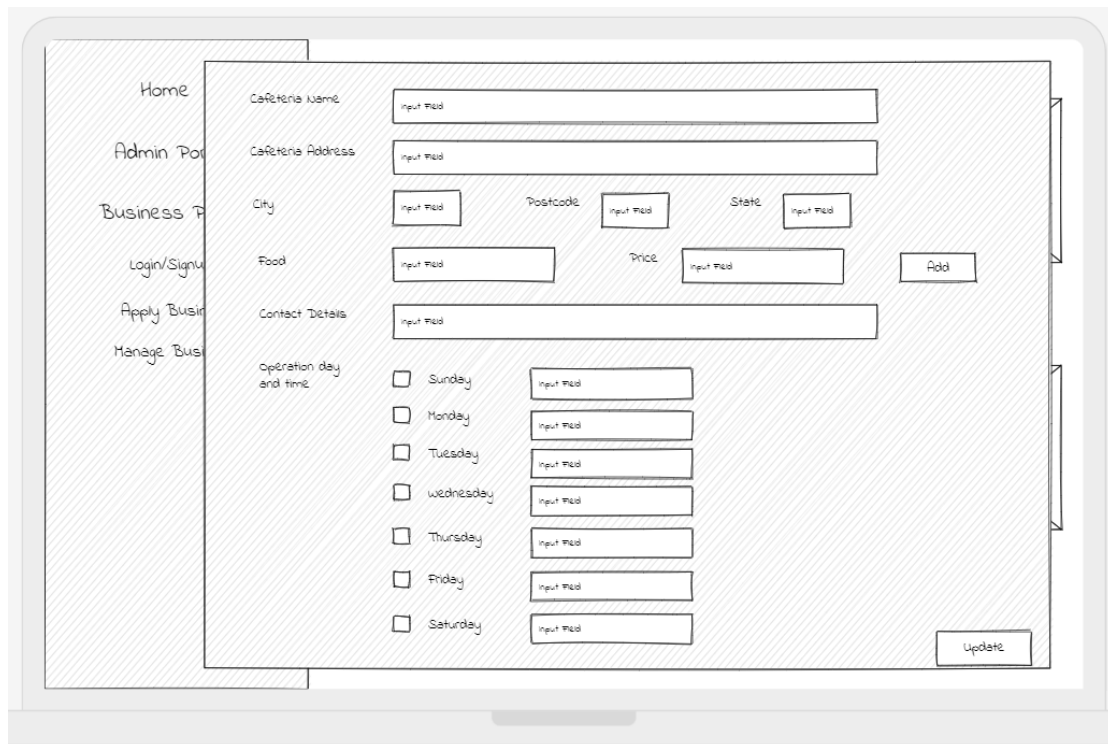 Home
Admin Por
Business P
Login/Signu
Apply Busin
Manage Busi
Cafeteria Name
Input Field
Cafeteria Address
Input Field
City
Input Field
Postcode
Input Field
State
Input Field
Food
Input Field
Price
Input Field
Add
Contact Details
Input Field
Operation day
and time
Sunday
Input Field
Monday
Input Field
Tuesday
Input Field
Wednesday
Input Field
Thursday
Input Field
Friday
Input Field
Saturday
Input Field
Update